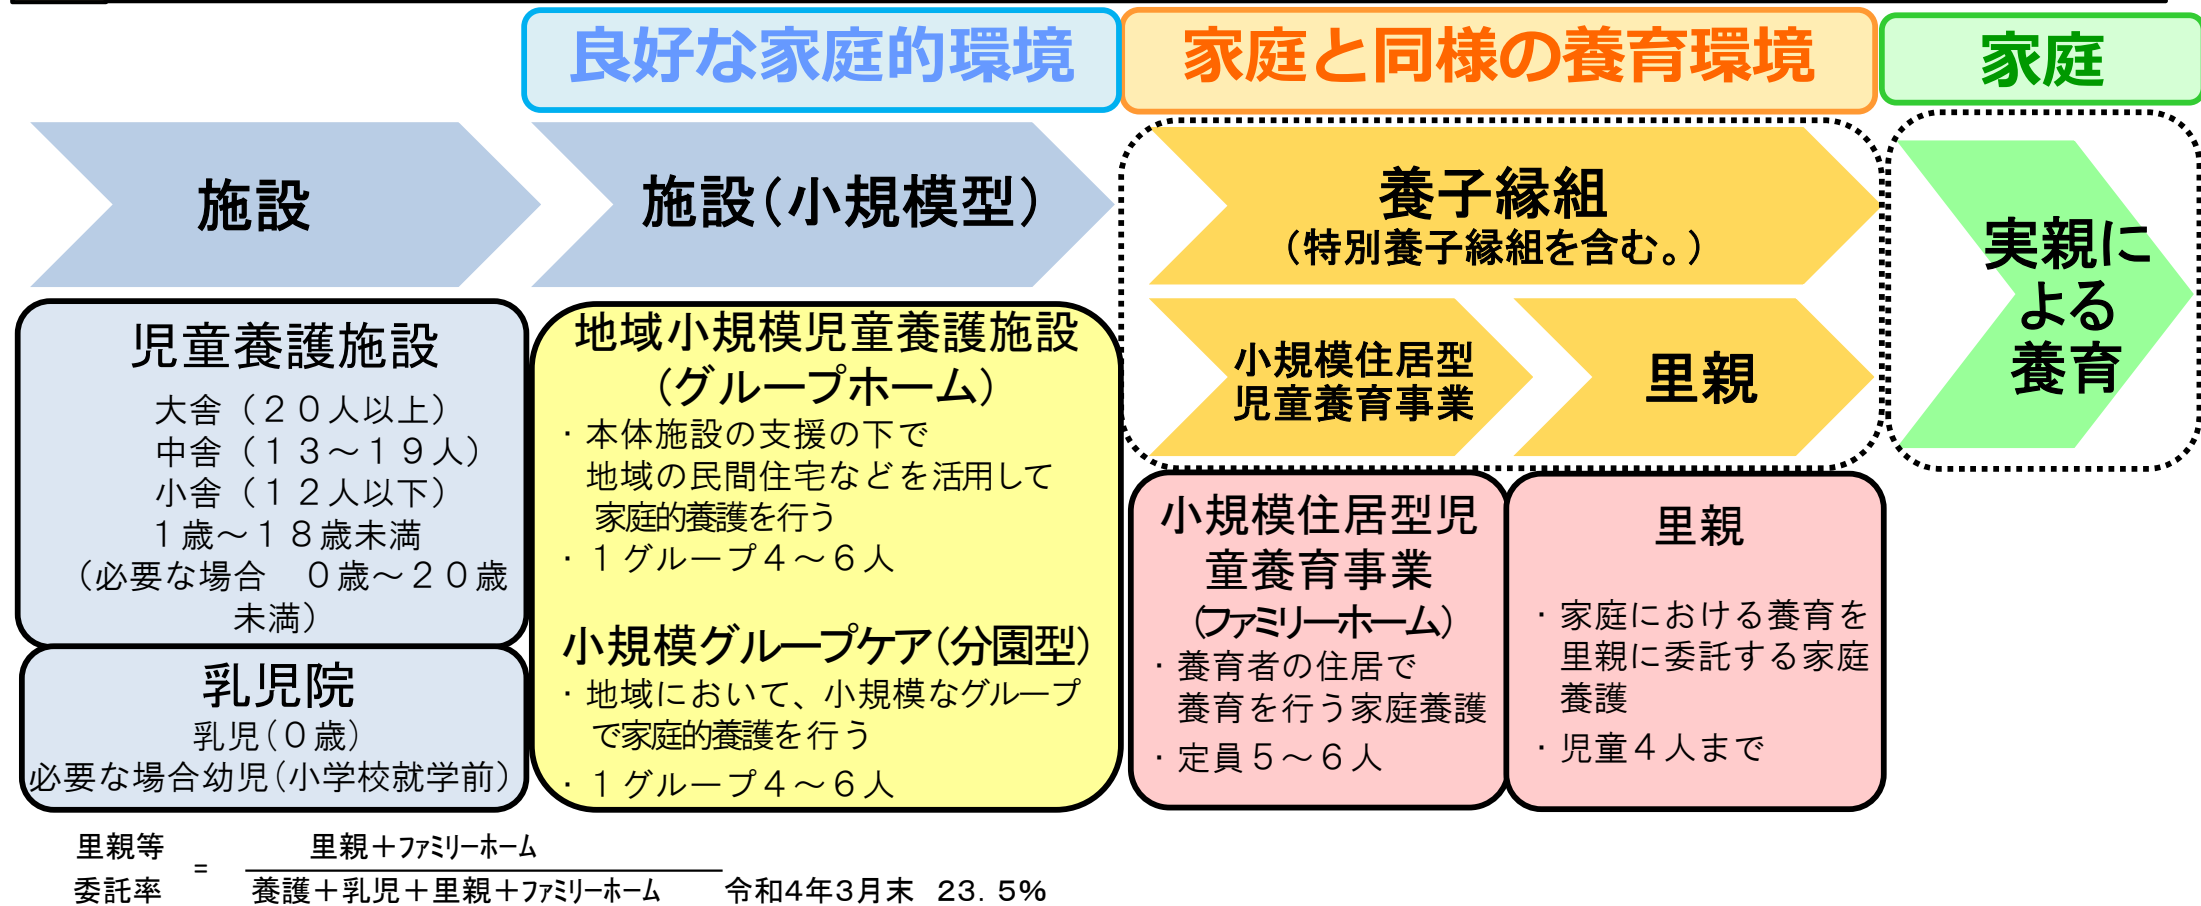 良好な家庭的環境
家庭と同様の養育環境
家庭
施設
施設（小規模型）
養子縁組
（特別養子縁組を含む。）
小規模住居型
児童養育事業
里親
実親に
よる
養育
児童養護施設
大舎（２０人以上）
中舎（１３～１９人）
小舎（１２人以下）
１歳～１８歳未満
（必要な場合　０歳～２０歳
未満）
乳児院
乳児（０歳）
必要な場合幼児（小学校就学前）
地域小規模児童養護施設
（グループホーム）
・本体施設の支援の下で
地域の民間住宅などを活用して
家庭的養護を行う
・１グループ４～６人
小規模グループケア（分園型）
・地域において、小規模なグループ
で家庭的養護を行う
・１グループ４～６人
小規模住居型児
童養育事業
（ファミリーホーム）
・養育者の住居で
養育を行う家庭養護
・定員５～６人
里親
・家庭における養育を
里親に委託する家庭
養護
・児童４人まで
里親等
委託率
=
里親＋ファミリーホーム
養護＋乳児＋里親＋ファミリーホーム
令和4年3月末　23．5％